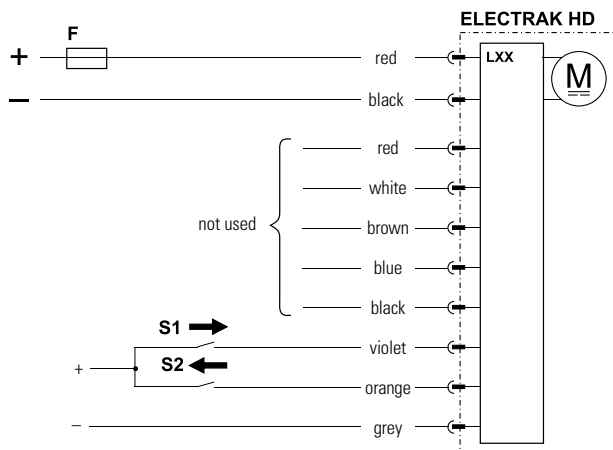 ELECTRAK HD
F
+ red LXX
M
− black
red
white
not used brown
blue
black
S1 violet
S2
+
orange
− grey